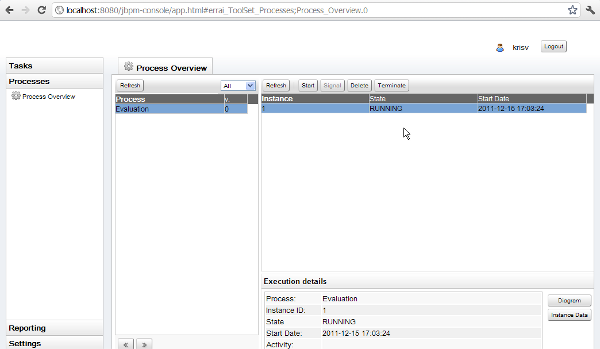 localhost:8080/jbpm-console/app.html#errai_ToolSet_Processes;Process_Overview.0
krisv Logout
Tasks
Processes
Process Overview
Reporting
Settings
Process Overview
Refresh All
Process v.
Evaluation 0
Refresh Start Signal Delete Terminate
Instance State Start Date
1 RUNNING 2011-12-15 17:03:24
Execution details
Process: Evaluation
Instance ID: 1
State RUNNING
Start Date: 2011-12-15 17:03:24
Activity:
Diagram
Instance Data